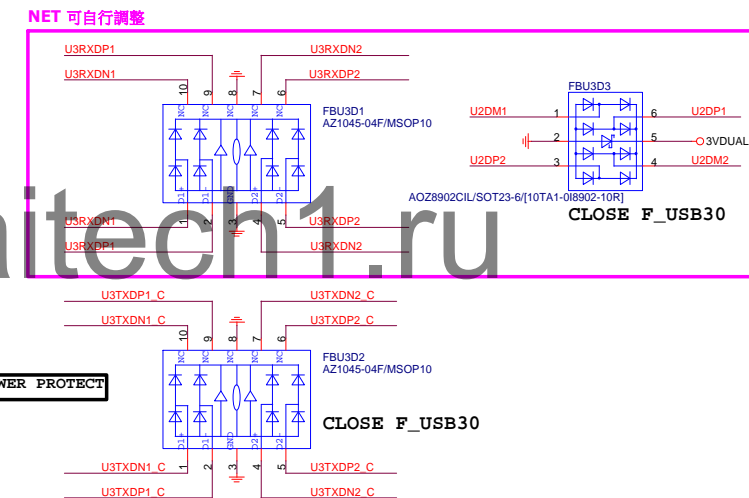 NET 可自行調整
U3RXDP1
U3RXDN2
U3RXDN1
U3RXDP2
10 9 8 7 6
NC NC NC NC
FBU3D1
AZ1045-04F/MSOP10
D1+ D1- GND D2+ D2-
1 2 3 4 5
U3RXDN1
U3RXDP2
U3RXDP1
U3RXDN2
FBU3D3
U2DM1
1
6
U2DP1
2
5
3VDUAL
U2DP2
3
4
U2DM2
AOZ8902CIL/SOT23-6/[10TA1-0I8902-10R]
CLOSE F_USB30
aitech1.ru
U3TXDP1_C
U3TXDN2_C
U3TXDN1_C
U3TXDP2_C
10 9 8 7 6
NC NC NC NC
FBU3D2
AZ1045-04F/MSOP10
WER PROTECT
CLOSE F_USB30
D1+ D1- GND D2+ D2-
1 2 3 4 5
U3TXDN1_C
U3TXDP2_C
U3TXDP1_C
U3TXDN2_C